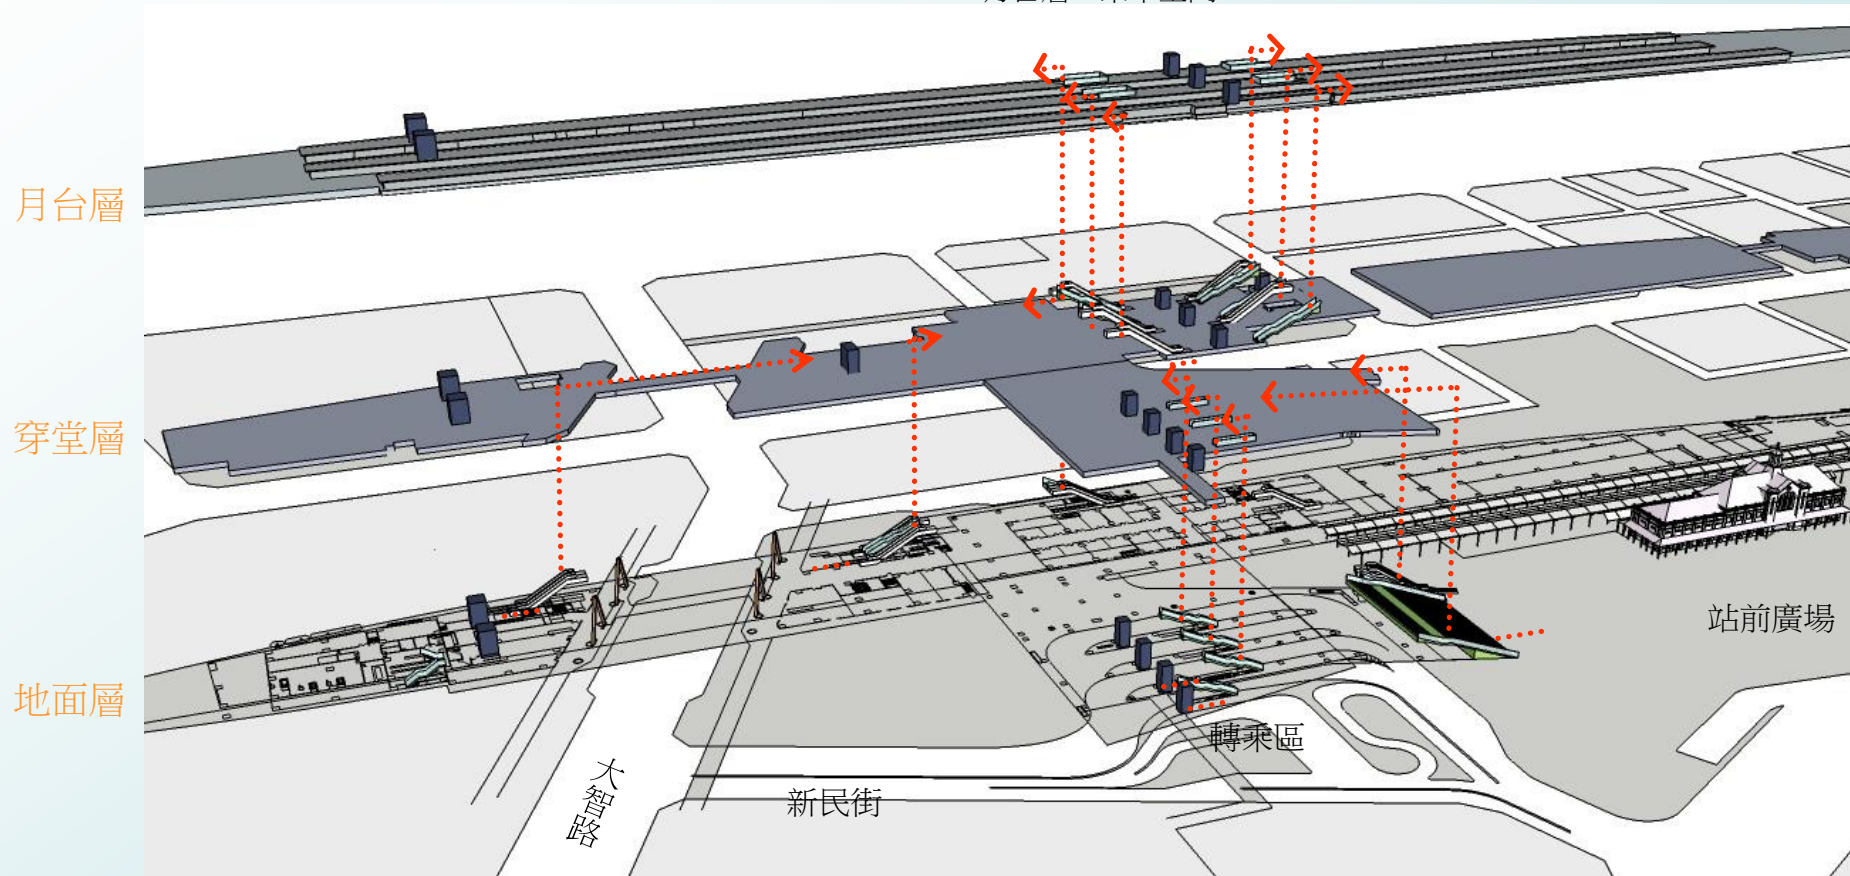 月台層
穿堂層
地面層
站前廣場
轉乘區
新民街
大智路